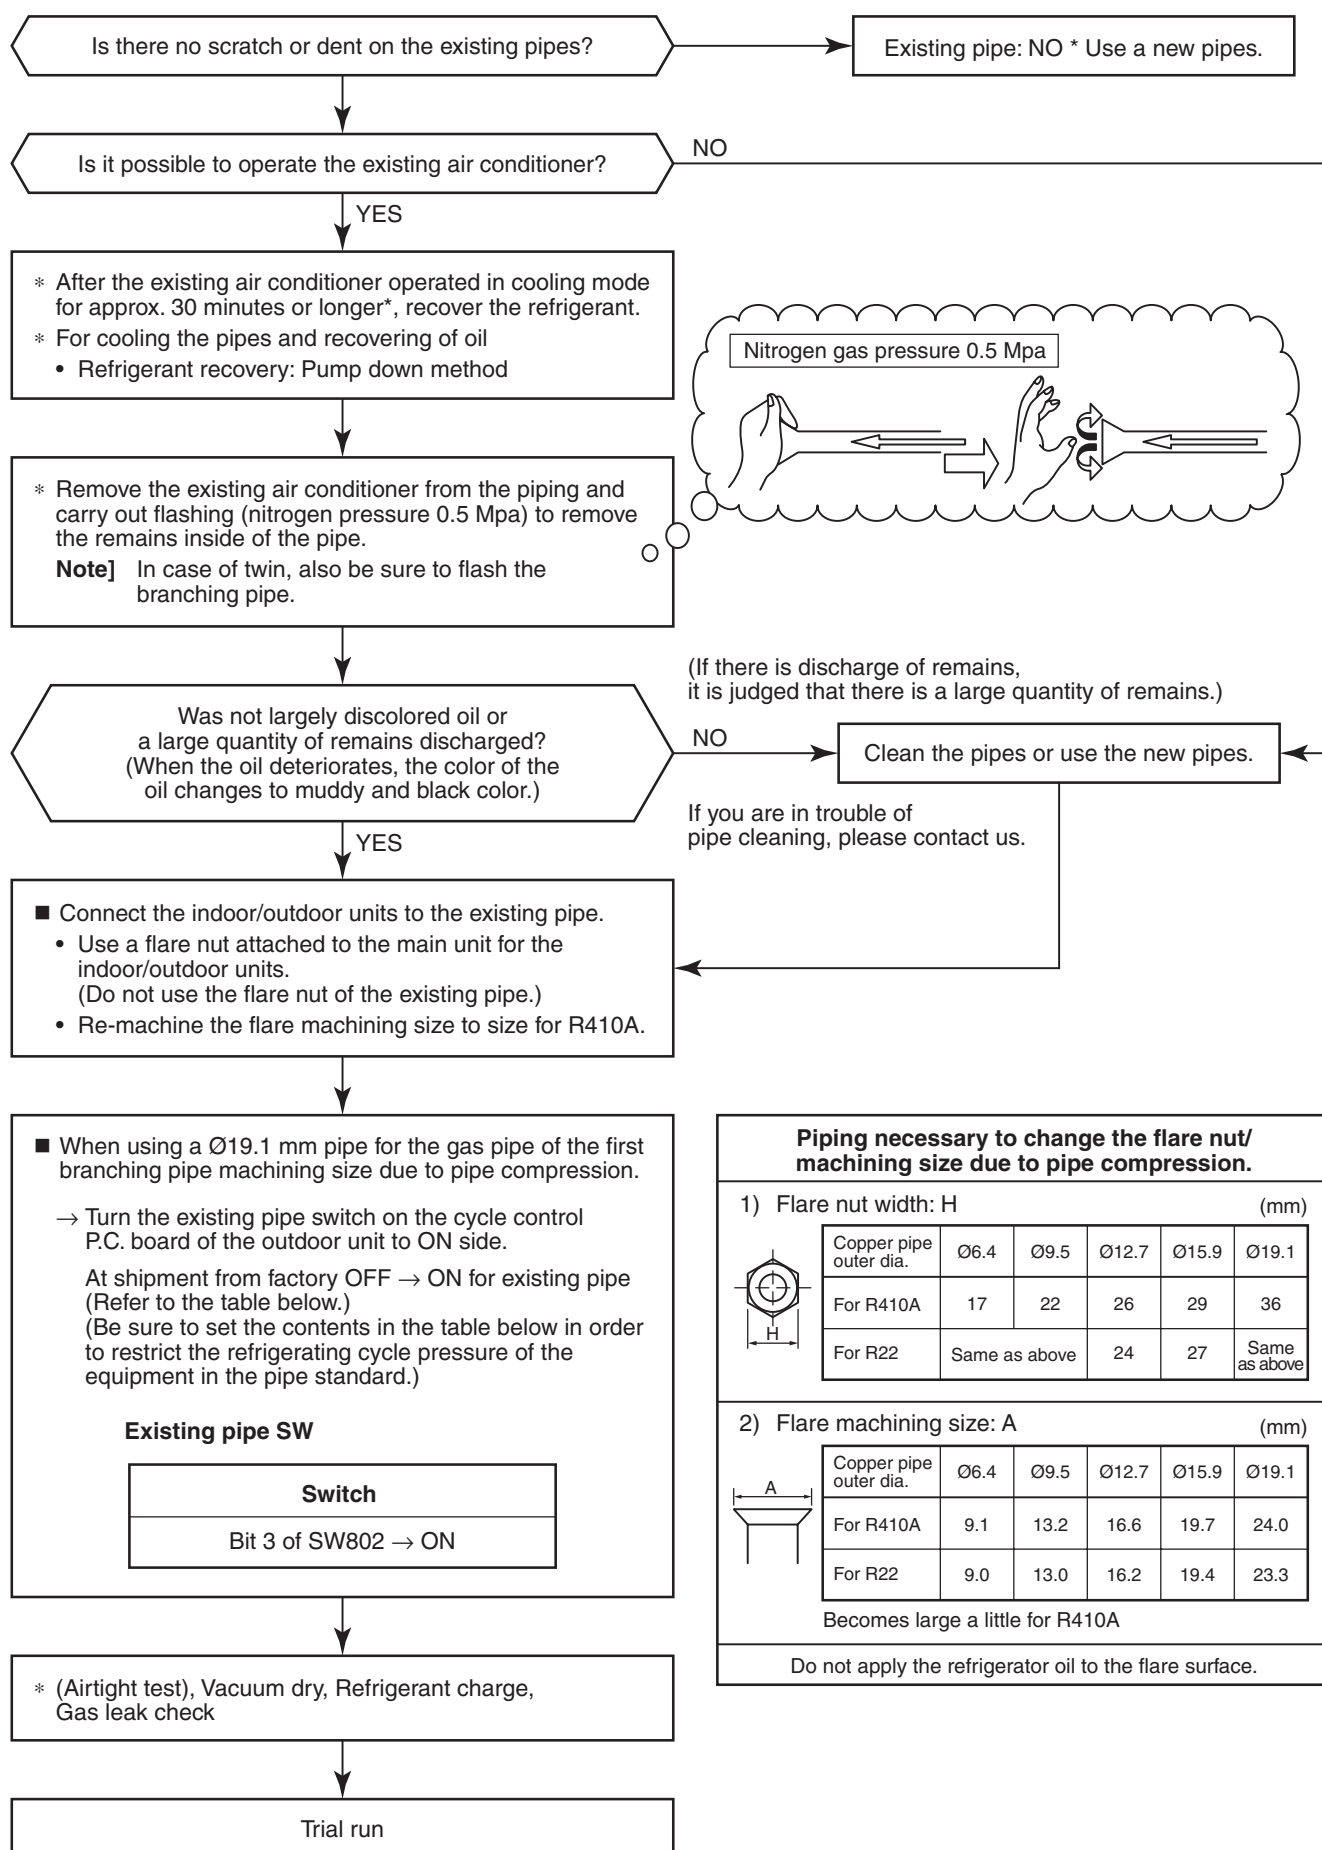 Is there no scratch or dent on the existing pipes?
Existing pipe: NO * Use a new pipes.
Is it possible to operate the existing air conditioner?
NO
YES
* After the existing air conditioner operated in cooling mode
for approx. 30 minutes or longer*, recover the refrigerant.
* For cooling the pipes and recovering of oil
• Refrigerant recovery: Pump down method
Nitrogen gas pressure 0.5 Mpa
* Remove the existing air conditioner from the piping and
carry out flashing (nitrogen pressure 0.5 Mpa) to remove
the remains inside of the pipe.
Note] In case of twin, also be sure to flash the
branching pipe.
(If there is discharge of remains,
it is judged that there is a large quantity of remains.)
Was not largely discolored oil or
a large quantity of remains discharged?
(When the oil deteriorates, the color of the
oil changes to muddy and black color.)
NO
Clean the pipes or use the new pipes.
If you are in trouble of
pipe cleaning, please contact us.
YES
■ Connect the indoor/outdoor units to the existing pipe.
• Use a flare nut attached to the main unit for the
indoor/outdoor units.
(Do not use the flare nut of the existing pipe.)
• Re-machine the flare machining size to size for R410A.
■ When using a Ø19.1 mm pipe for the gas pipe of the first
branching pipe machining size due to pipe compression.
→ Turn the existing pipe switch on the cycle control
P.C. board of the outdoor unit to ON side.
At shipment from factory OFF → ON for existing pipe
(Refer to the table below.)
(Be sure to set the contents in the table below in order
to restrict the refrigerating cycle pressure of the
equipment in the pipe standard.)
Existing pipe SW
Switch
Bit 3 of SW802 → ON
* (Airtight test), Vacuum dry, Refrigerant charge,
Gas leak check
Trial run
Piping necessary to change the flare nut/
machining size due to pipe compression.
1) Flare nut width: H (mm)
H
Copper pipe
outer dia. Ø6.4 Ø9.5 Ø12.7 Ø15.9 Ø19.1
For R410A 17 22 26 29 36
For R22 Same as above 24 27 Same
as above
2) Flare machining size: A (mm)
A
Copper pipe
outer dia. Ø6.4 Ø9.5 Ø12.7 Ø15.9 Ø19.1
For R410A 9.1 13.2 16.6 19.7 24.0
For R22 9.0 13.0 16.2 19.4 23.3
Becomes large a little for R410A
Do not apply the refrigerator oil to the flare surface.